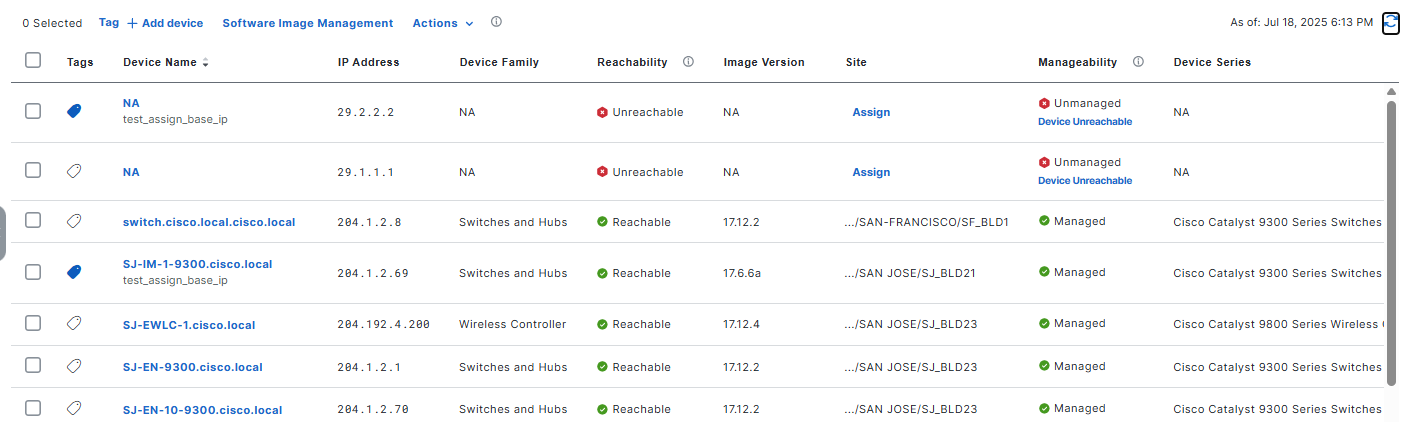 0 Selected Tag + Add device Software Image Management Actions As of: Jul 18, 2025 6:13 PM
Tags Device Name IP Address Device Family Reachability Image Version Site Manageability Device Series
NA 29.2.2.2 NA Unreachable NA Assign Unmanaged NA
test_assign_base_ip Device Unreachable
NA 29.1.1.1 NA Unreachable NA Assign Unmanaged NA
Device Unreachable
switch.cisco.local.cisco.local 204.1.2.8 Switches and Hubs Reachable 17.12.2 .../SAN-FRANCISCO/SF_BLD1 Managed Cisco Catalyst 9300 Series Switches
SJ-IM-1-9300.cisco.local 204.1.2.69 Switches and Hubs Reachable 17.6.6a .../SAN JOSE/SJ_BLD21 Managed Cisco Catalyst 9300 Series Switches
test_assign_base_ip
SJ-EWLC-1.cisco.local 204.192.4.200 Wireless Controller Reachable 17.12.4 .../SAN JOSE/SJ_BLD23 Managed Cisco Catalyst 9800 Series Wireless
SJ-EN-9300.cisco.local 204.1.2.1 Switches and Hubs Reachable 17.12.2 .../SAN JOSE/SJ_BLD23 Managed Cisco Catalyst 9300 Series Switches
SJ-EN-10-9300.cisco.local 204.1.2.70 Switches and Hubs Reachable 17.12.2 .../SAN JOSE/SJ_BLD23 Managed Cisco Catalyst 9300 Series Switches